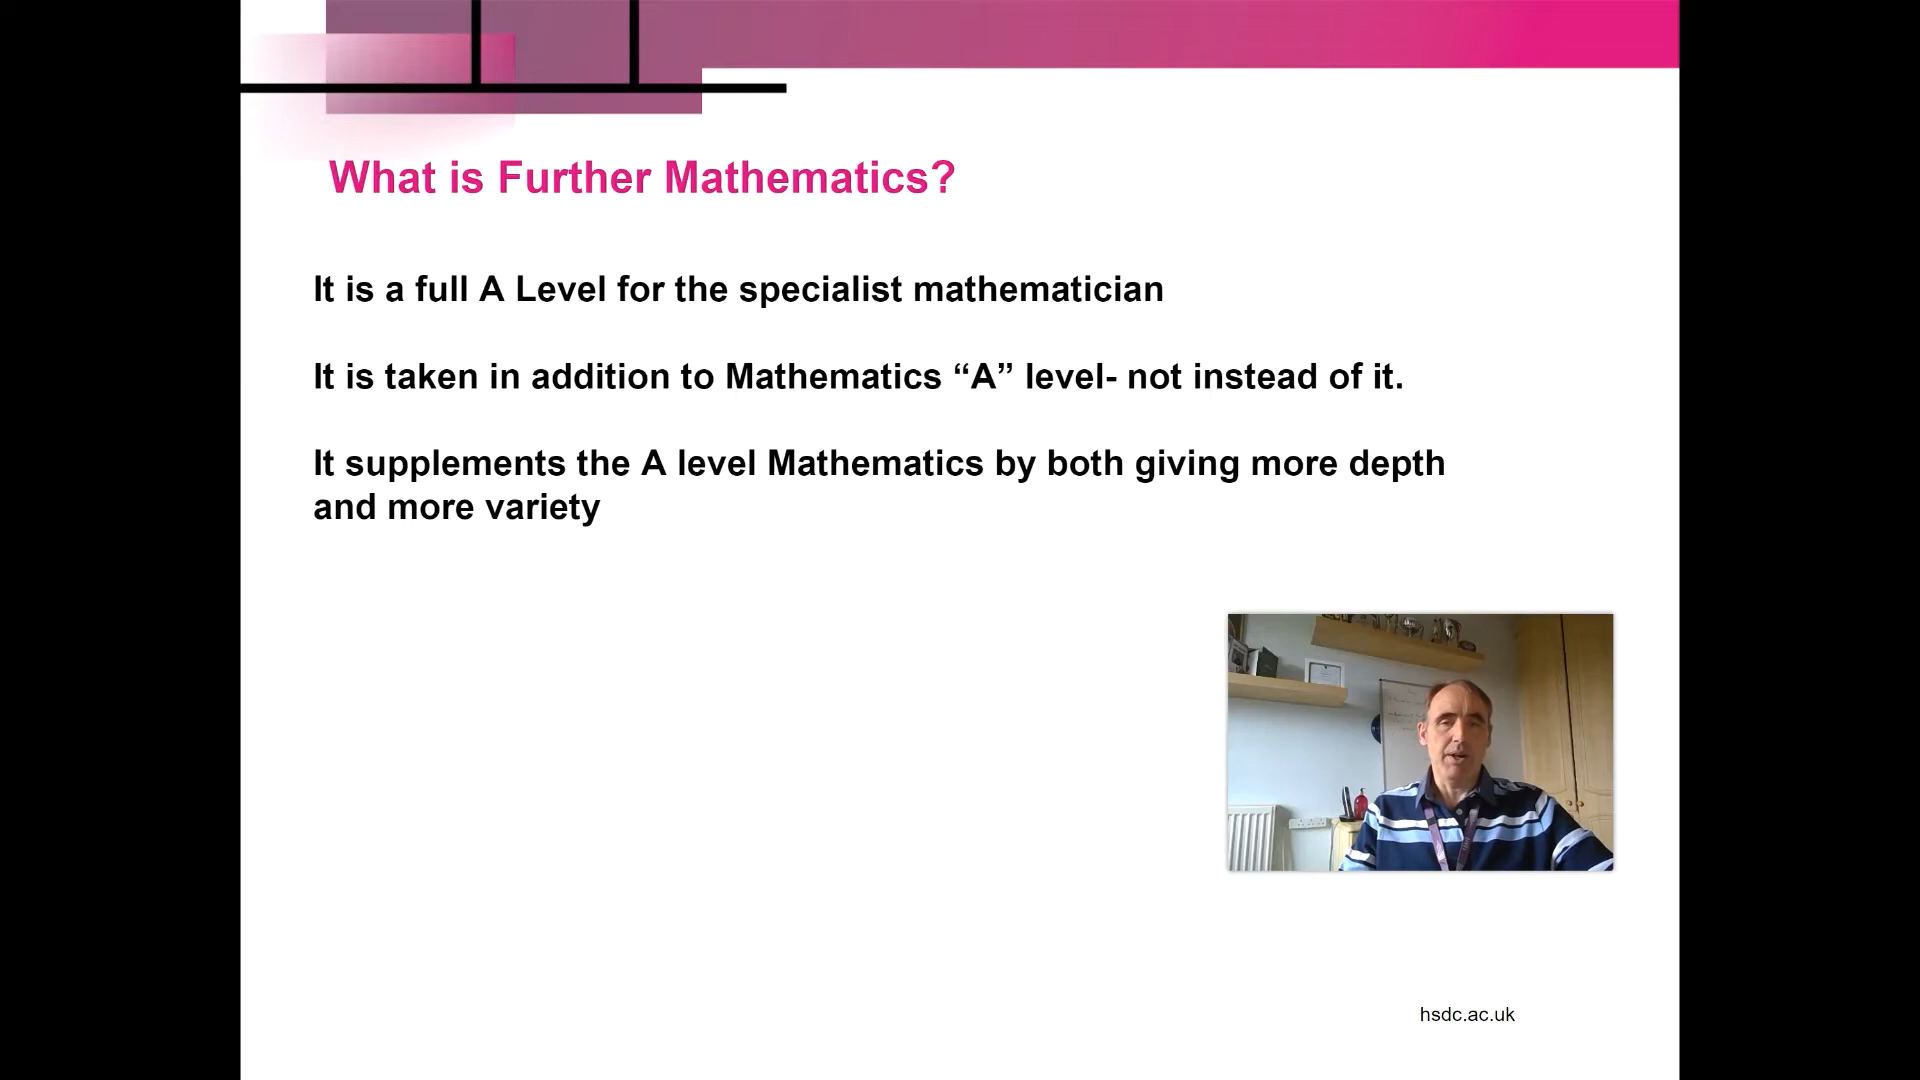 What is Further Mathematics?
It is a full A Level for the specialist mathematician
It is taken in addition to Mathematics “A” level- not instead of it.
It supplements the A level Mathematics by both giving more depth
and more variety
hsdc.ac.uk